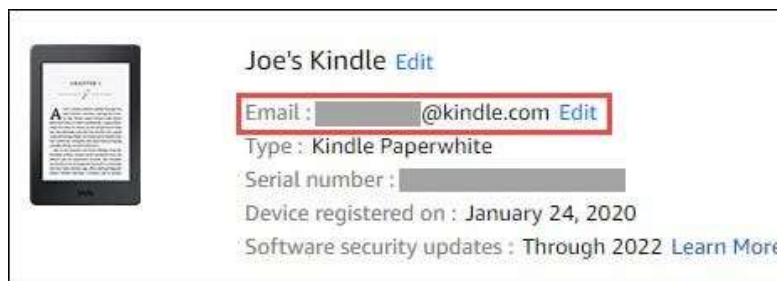 Joe's Kindle Edit
Email : @kindle.com Edit
Type : Kindle Paperwhite
Serial number :
Device registered on : January 24, 2020
Software security updates : Through 2022 Learn More